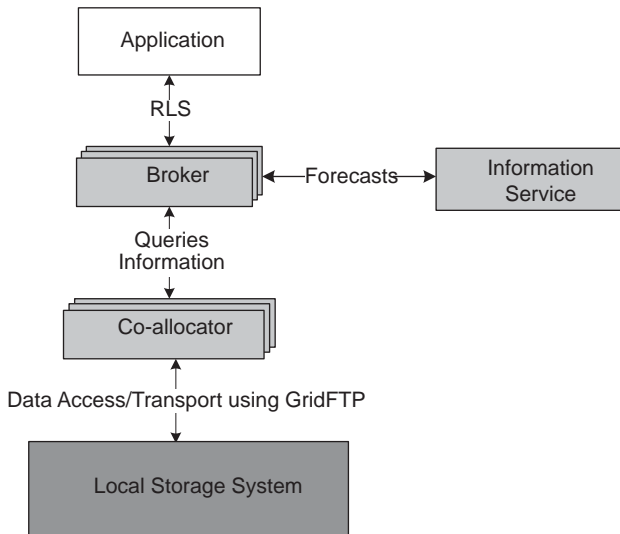 Application
RLS
Broker
Forecasts
Information
Service
Queries
Information
Co-allocator
Data Access/Transport using GridFTP
Local Storage System